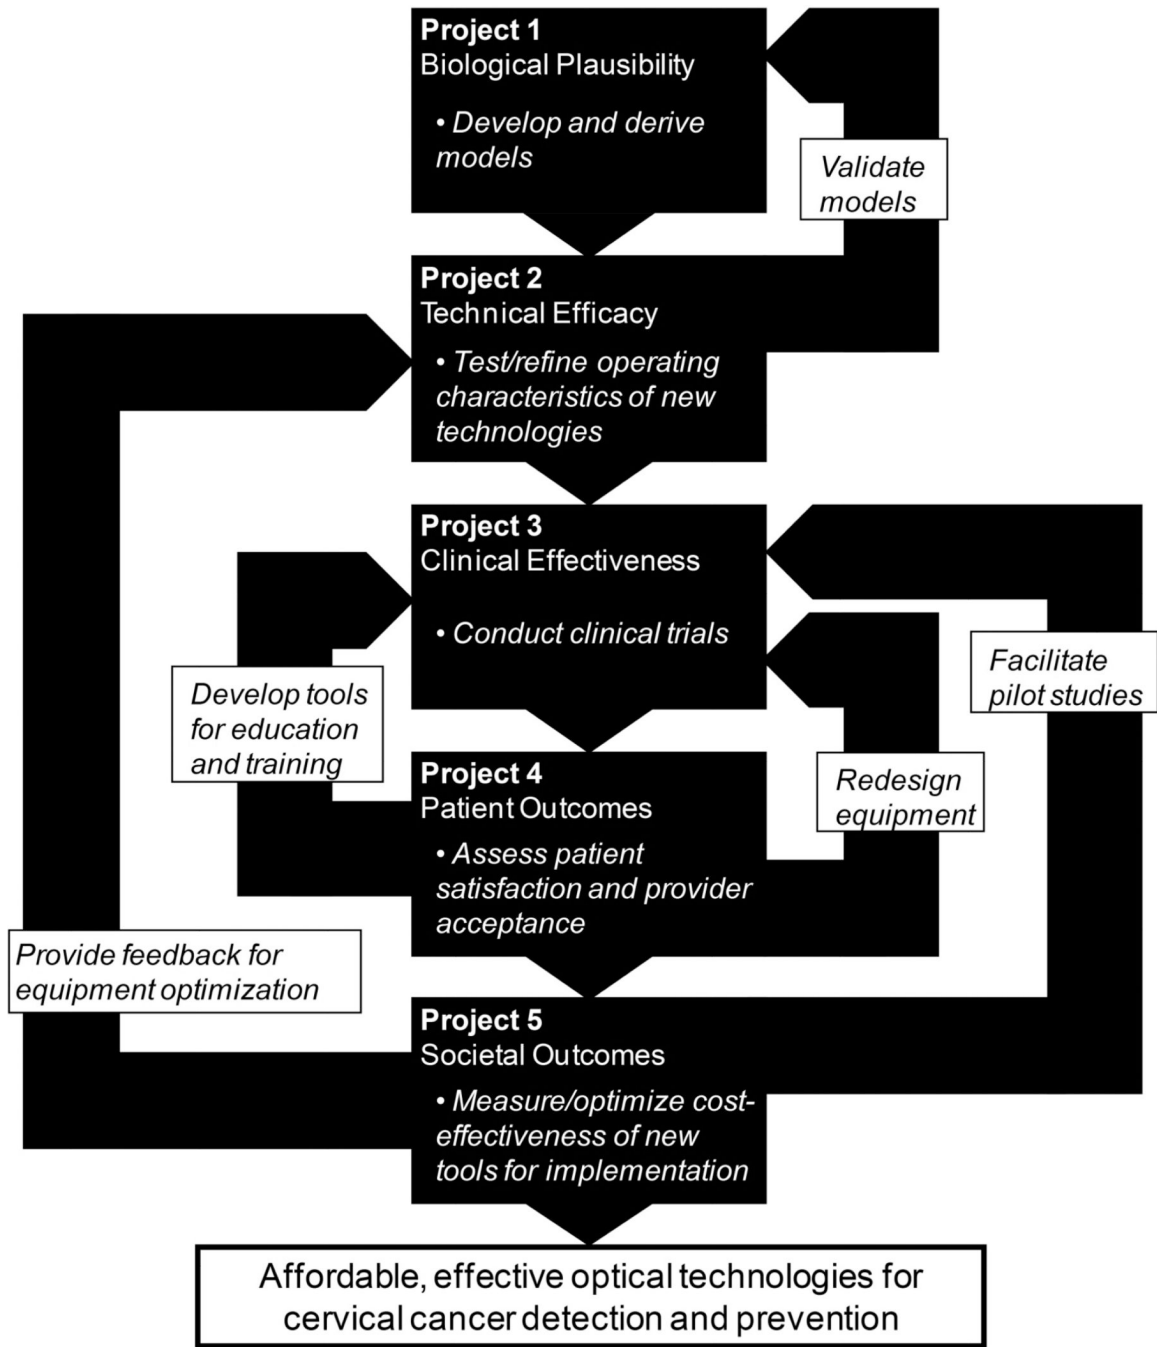 Project 1
Biological Plausibility
• Develop and derive
models
Validate
models
Project 2
Technical Efficacy
• Test/refine operating
characteristics of new
technologies
Project 3
Clinical Effectiveness
• Conduct clinical trials
Develop tools
for education
and training
Facilitate
pilot studies
Project 4
Patient Outcomes
• Assess patient
satisfaction and provider
acceptance
Redesign
equipment
Provide feedback for
equipment optimization
Project 5
Societal Outcomes
• Measure/optimize cost-
effectiveness of new
tools for implementation
Affordable, effective optical technologies for
cervical cancer detection and prevention